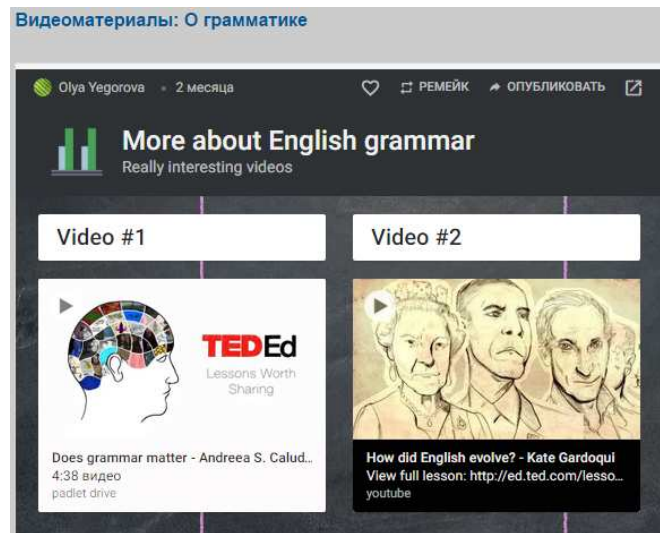 Видеоматериалы: О грамматике
Olya Yegorova • 2 месяца
РЕМЕЙК
ОПУБЛИКОВАТЬ
More about English grammar
Really interesting videos
Video #1
Video #2
TEDEd
Lessons Worth
Sharing
Does grammar matter - Andreea S. Calud...
4:38 видео
padlet drive
How did English evolve? - Kate Gardoqui
View full lesson: http://ed.ted.com/lesso...
youtube